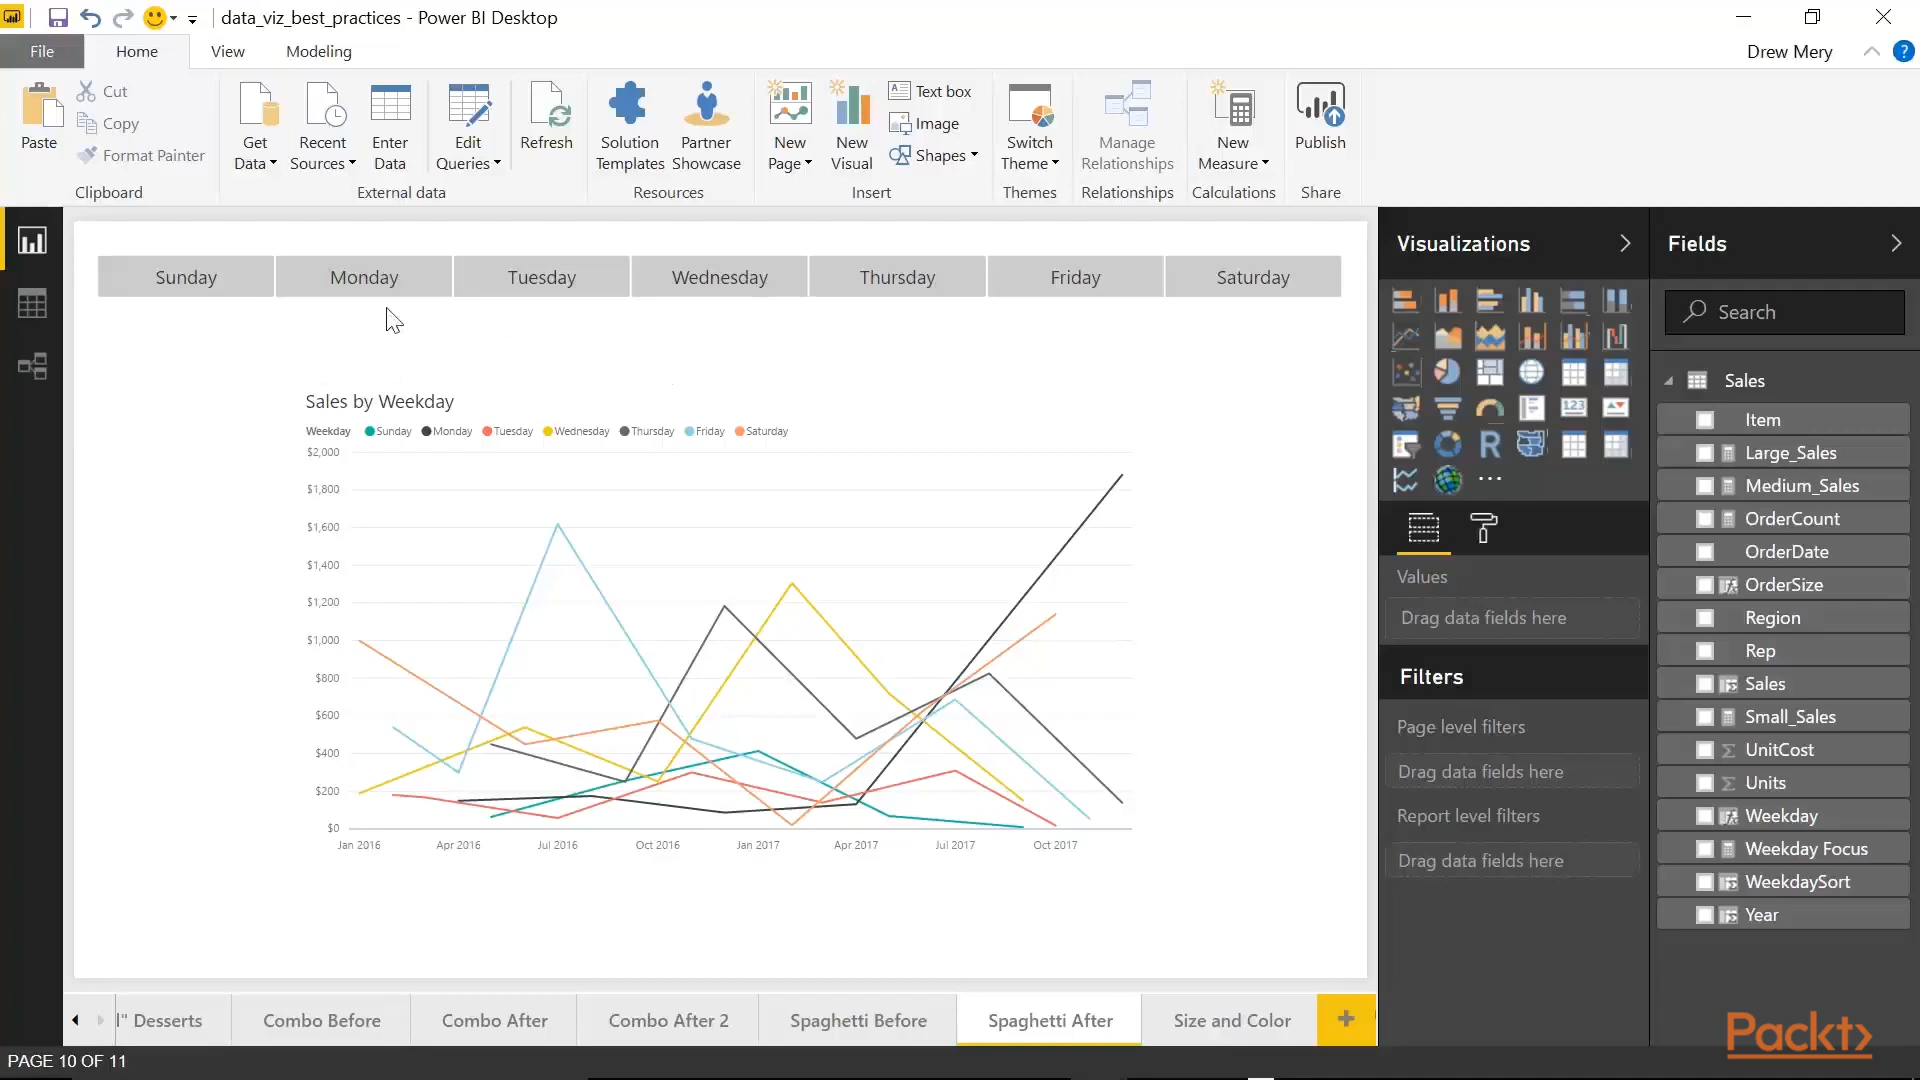 data_viz_best_practices - Power BI Desktop
File Home View Modeling Drew Mery ?
Paste
Cut
Copy
Format Painter
Clipboard
Get Data
Recent Sources
Enter Data
Edit Queries
External data
Refresh
Solution Templates
Partner Showcase
Resources
New Page
New Visual
Text box
Image
Shapes
Insert
Switch Theme
Themes
Manage Relationships
Relationships
New Measure
Calculations
Publish
Share
Sunday Monday Tuesday Wednesday Thursday Friday Saturday
Sales by Weekday
Weekday Sunday Monday Tuesday Wednesday Thursday Friday Saturday
$2,000
$1,800
$1,600
$1,400
$1,200
$1,000
$800
$600
$400
$200
$0
Jan 2016 Apr 2016 Jul 2016 Oct 2016 Jan 2017 Apr 2017 Jul 2017 Oct 2017
Visualizations
R
123
...
Values
Drag data fields here
Filters
Page level filters
Drag data fields here
Report level filters
Drag data fields here
Fields
Search
Sales
Item
Large_Sales
Medium_Sales
OrderCount
OrderDate
OrderSize
Region
Rep
Sales
Small_Sales
Σ UnitCost
Σ Units
Weekday
Weekday Focus
WeekdaySort
Year
l" Desserts Combo Before Combo After Combo After 2 Spaghetti Before Spaghetti After Size and Color +
Packt>
PAGE 10 OF 11